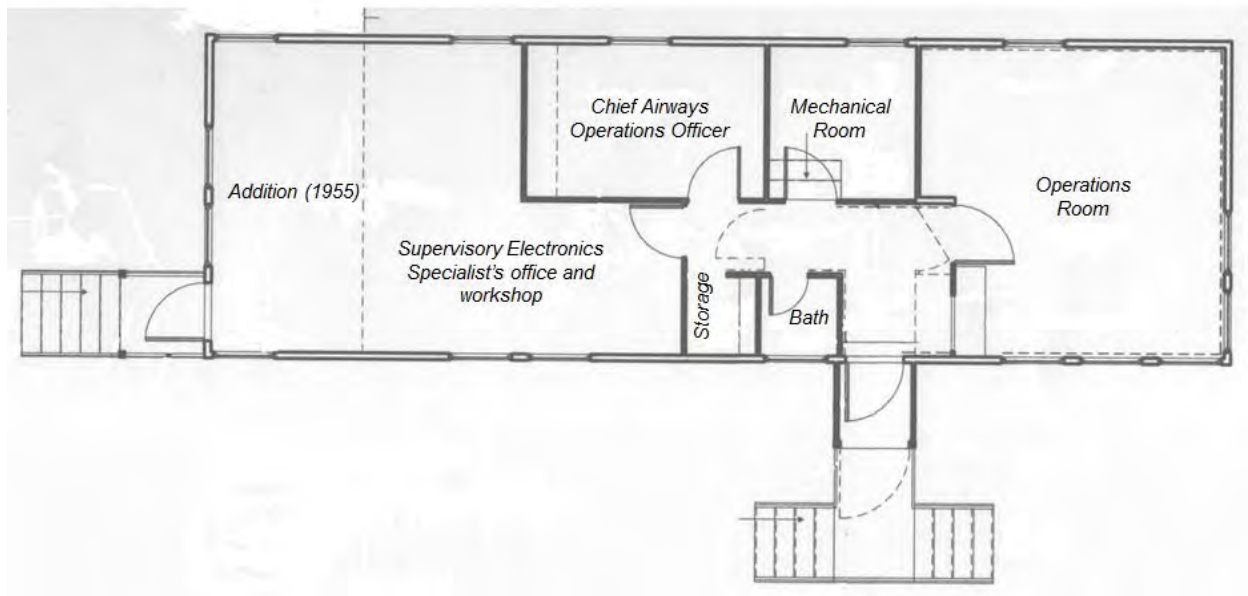 Chief Airways
Operations Officer
Mechanical
Room
Operations
Room
Addition (1955)
Supervisory Electronics
Specialist's office and
workshop
Storage
Bath